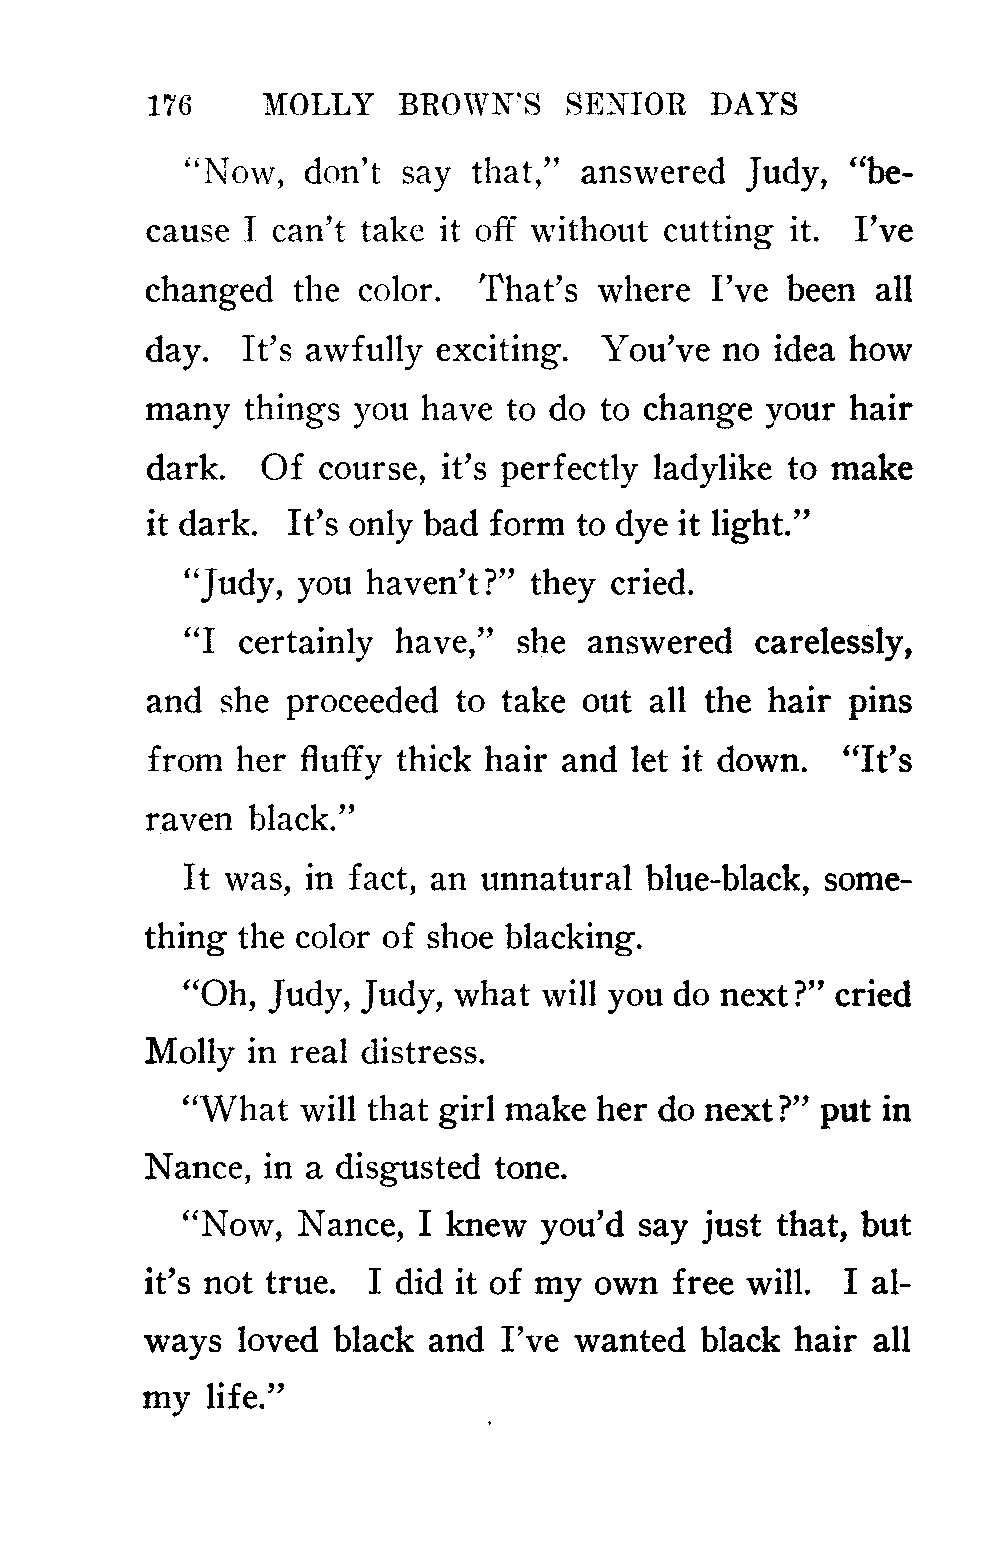 176 MOLLY BROWN'S SENIOR DAYS
“Now, don't say that,” answered Judy, “be-
cause I can't take it off without cutting it. I've
changed the color. That's where I've been all
day. It's awfully exciting. You've no idea how
many things you have to do to change your hair
dark. Of course, it's perfectly ladylike to make
it dark. It's only bad form to dye it light.”
“Judy, you haven't?” they cried.
“I certainly have,” she answered carelessly,
and she proceeded to take out all the hair pins
from her fluffy thick hair and let it down. “It's
raven black.”
It was, in fact, an unnatural blue-black, some-
thing the color of shoe blacking.
“Oh, Judy, Judy, what will you do next?” cried
Molly in real distress.
“What will that girl make her do next?” put in
Nance, in a disgusted tone.
“Now, Nance, I knew you'd say just that, but
it's not true. I did it of my own free will. I al-
ways loved black and I've wanted black hair all
my life.”